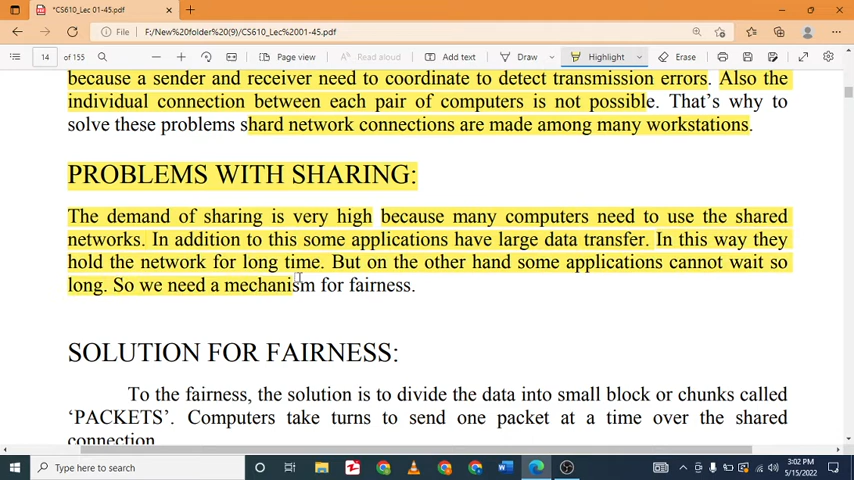 *CS610_Lec 01-45.pdf
File
F:/New%20folder%20(9)/CS610_Lec%2001-45.pdf
14 of 155
Page view
Read aloud
Add text
Draw
Highlight
Erase
because a sender and receiver need to coordinate to detect transmission errors. Also the
individual connection between each pair of computers is not possible. That's why to
solve these problems shard network connections are made among many workstations.
PROBLEMS WITH SHARING:
The demand of sharing is very high because many computers need to use the shared
networks. In addition to this some applications have large data transfer. In this way they
hold the network for long time. But on the other hand some applications cannot wait so
long. So we need a mechanism for fairness.
SOLUTION FOR FAIRNESS:
To the fairness, the solution is to divide the data into small block or chunks called
'PACKETS'. Computers take turns to send one packet at a time over the shared
connection.
Type here to search
3:02 PM
5/15/2022